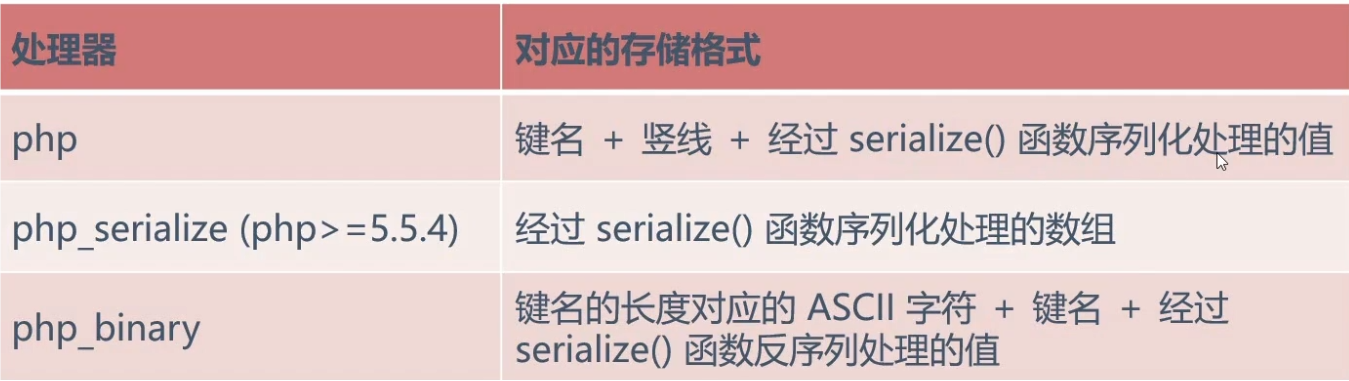 处理器 对应的存储格式
php 键名 + 竖线 + 经过 serialize() 函数序列化处理的值
php_serialize (php>=5.5.4) 经过 serialize() 函数序列化处理的数组
php_binary 键名的长度对应的 ASCII 字符 + 键名 + 经过
serialize() 函数反序列处理的值